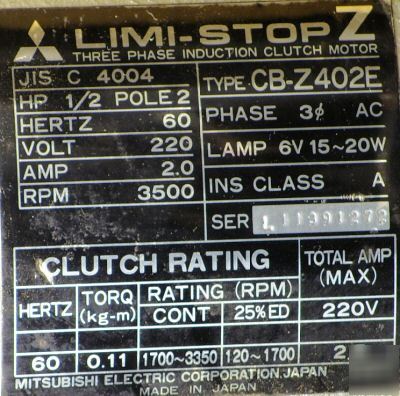 LIMI-STOP Z
THREE PHASE INDUCTION CLUTCH MOTOR
JIS C 4004
TYPE CB-Z402E
HP 1/2 POLE 2
PHASE 3ϕ AC
HERTZ 60
VOLT 220
LAMP 6V 15~20W
AMP 2.0
INS CLASS A
RPM 3500
SER
CLUTCH RATING
TOTAL AMP
(MAX)
HERTZ
TORQ
(kg-m)
RATING (RPM)
CONT 25%ED
220V
60 0.11 1700~3350 120~1700
MITSUBISHI ELECTRIC CORPORATION JAPAN
MADE IN JAPAN